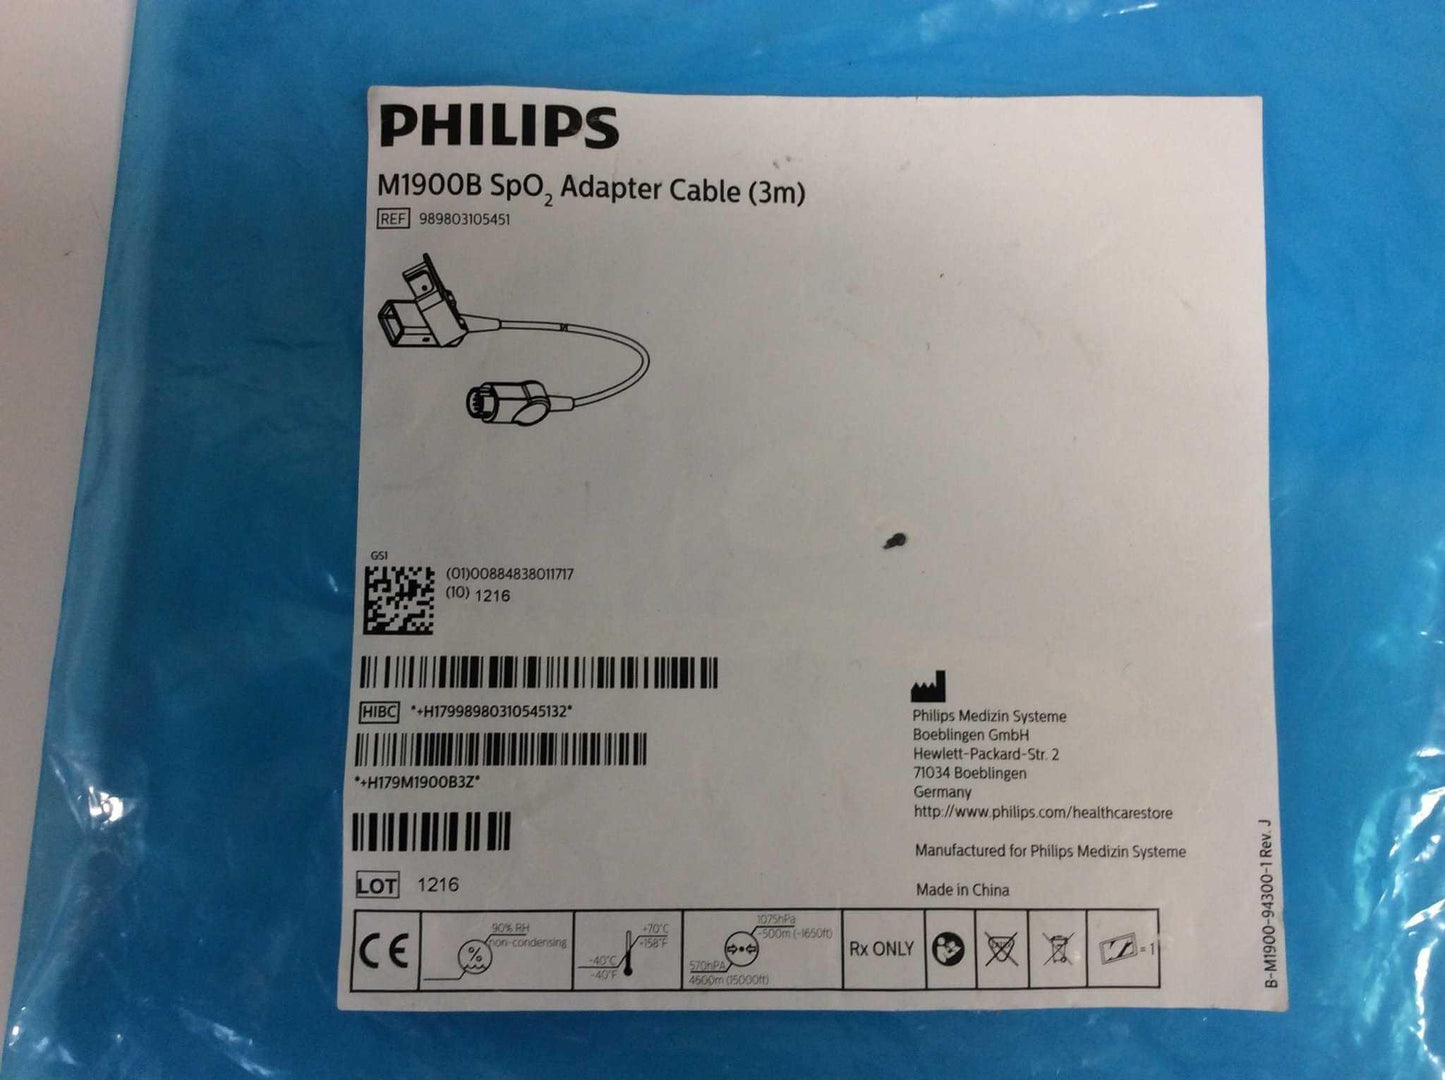 PHILIPS
M1900B SpO₂ Adapter Cable (3m)
REF 989803105451
GS1
(01)00884838011717
(10) 1216
HIBC *+H17998980310545132*
*+H179M1900B3Z*
LOT 1216
Philips Medizin Systeme
Boeblingen GmbH
Hewlett-Packard-Str. 2
71034 Boeblingen
Germany
http://www.philips.com/healthcarestore
Manufactured for Philips Medizin Systeme
Made in China
CE
90% RH
non-condensing
%
+70°C
+158°F
-40°C
-40°F
1075hPa
-500m (-1650ft)
570hPA
4600m (15000ft)
Rx ONLY
= 1
B-M1900-94300-1 Rev. J